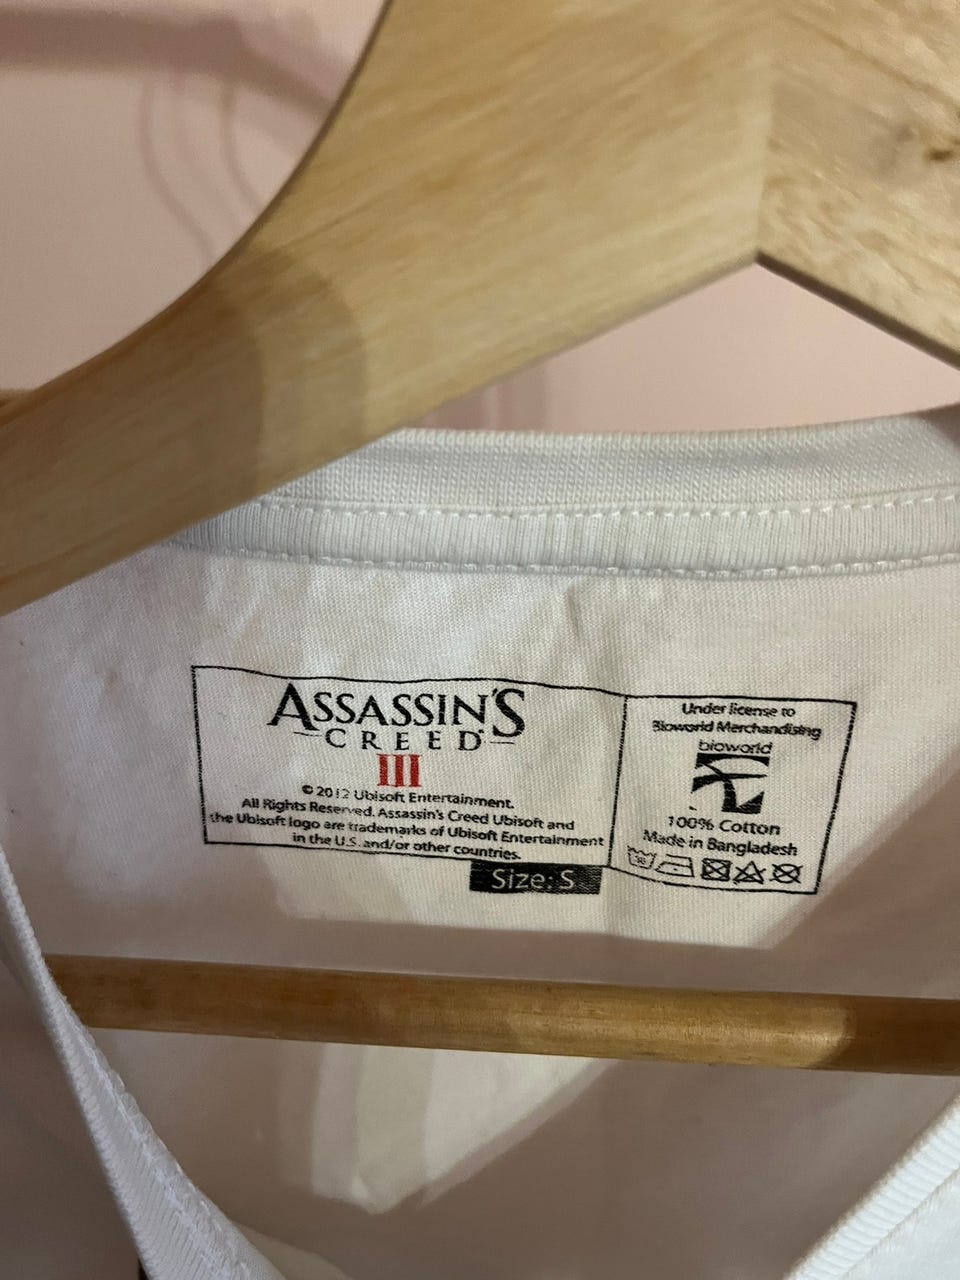 ASSASSIN'S
CREED
III
© 2012 Ubisoft Entertainment.
All Rights Reserved. Assassin's Creed Ubisoft and
the Ubisoft logo are trademarks of Ubisoft Entertainment
in the U.S. and/or other countries.
Size: S
Under license to
Bioworld Merchandising
bioworld
100% Cotton
Made in Bangladesh
30